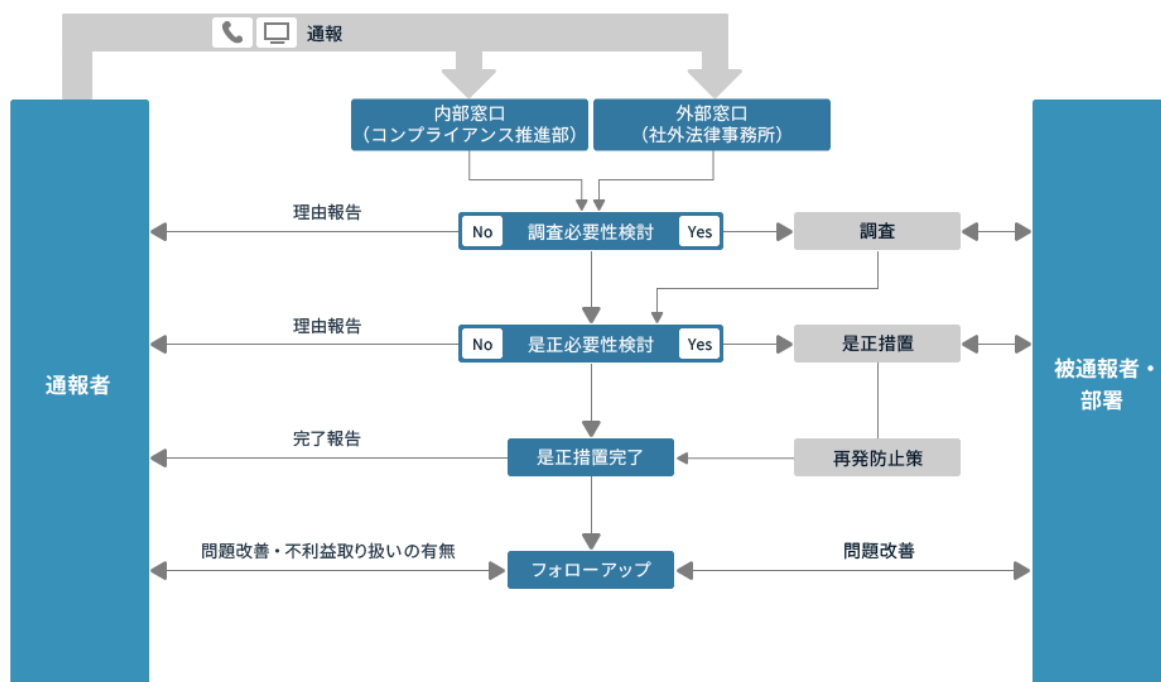 通報
内部窓口
（コンプライアンス推進部）
外部窓口
（社外法律事務所）
理由報告
No
調査必要性検討
Yes
調査
理由報告
No
是正必要性検討
Yes
是正措置
通報者
被通報者・
部署
完了報告
是正措置完了
再発防止策
問題改善・不利益取り扱いの有無
フォローアップ
問題改善